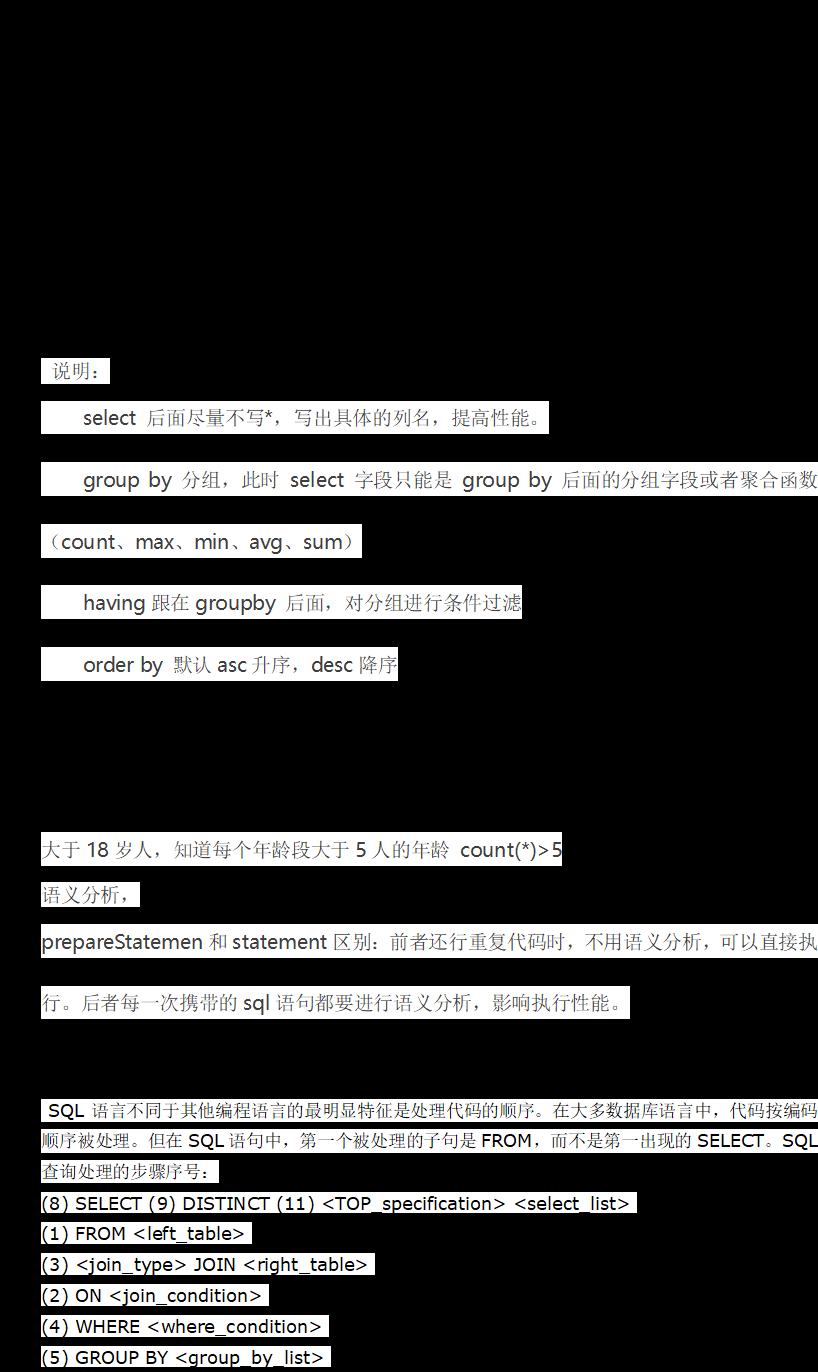 说明：
select 后面尽量不写*，写出具体的列名，提高性能。
group by 分组，此时 select 字段只能是 group by 后面的分组字段或者聚合函数
（count、max、min、avg、sum）
having 跟在 groupby 后面，对分组进行条件过滤
order by 默认 asc 升序，desc 降序
大于 18 岁人，知道每个年龄段大于 5 人的年龄 count(*)>5
语义分析，
prepareStatemen 和 statement 区别：前者还行重复代码时，不用语义分析，可以直接执
行。后者每一次携带的 sql 语句都要进行语义分析，影响执行性能。
SQL 语言不同于其他编程语言的最明显特征是处理代码的顺序。在大多数据库语言中，代码按编码
顺序被处理。但在 SQL 语句中，第一个被处理的子句是 FROM，而不是第一出现的 SELECT。SQL
查询处理的步骤序号：
(8) SELECT (9) DISTINCT (11) <TOP_specification> <select_list>
(1) FROM <left_table>
(3) <join_type> JOIN <right_table>
(2) ON <join_condition>
(4) WHERE <where_condition>
(5) GROUP BY <group_by_list>